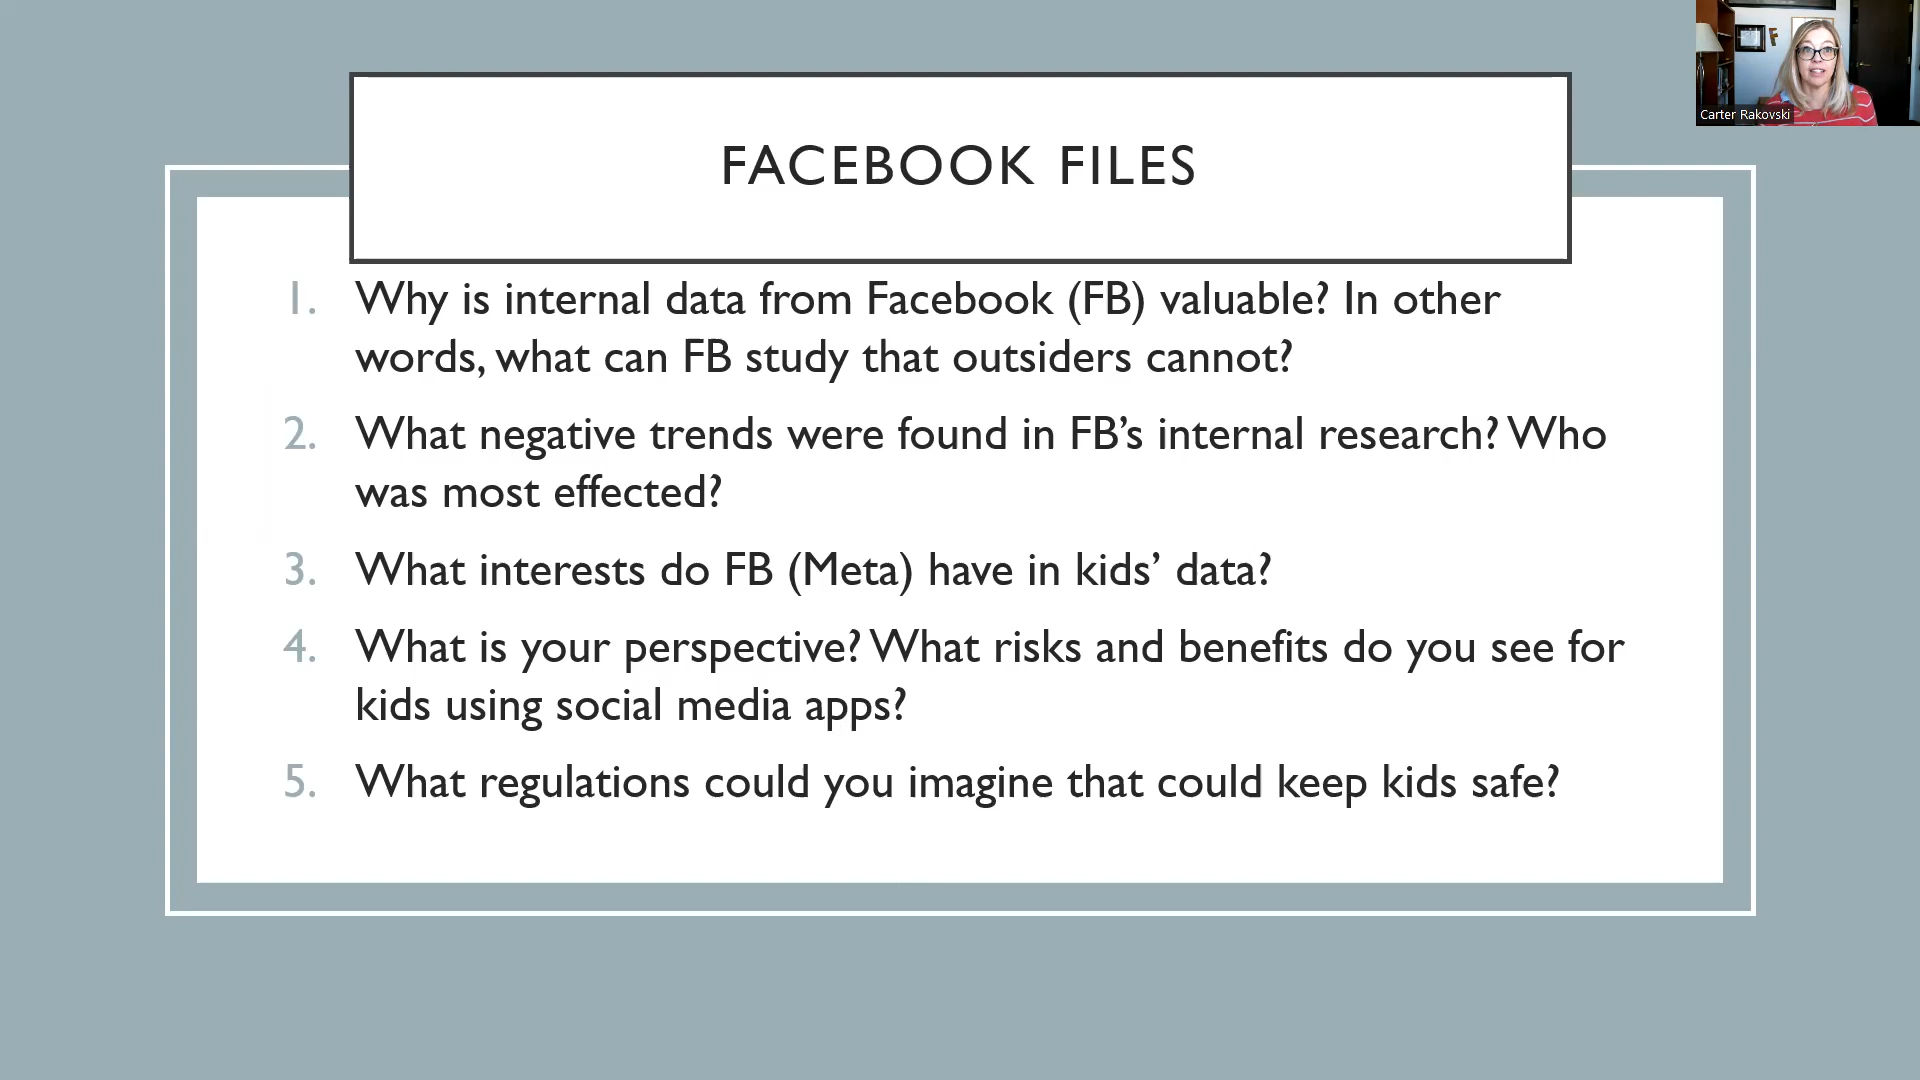 Carter Rakovski
FACEBOOK FILES
1. Why is internal data from Facebook (FB) valuable? In other
words, what can FB study that outsiders cannot?
2. What negative trends were found in FB’s internal research? Who
was most effected?
3. What interests do FB (Meta) have in kids’ data?
4. What is your perspective? What risks and benefits do you see for
kids using social media apps?
5. What regulations could you imagine that could keep kids safe?